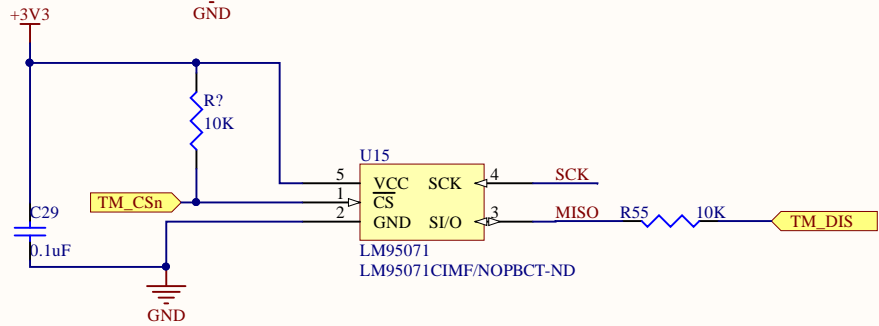 GND
+3V3
R?
10K
U15
5 VCC SCK 4 SCK
TM_CSn 1 CS
2 GND SI/O 3 MISO R55 10K TM_DIS
C29
0.1uF
LM95071
LM95071CIMF/NOPBCT-ND
GND